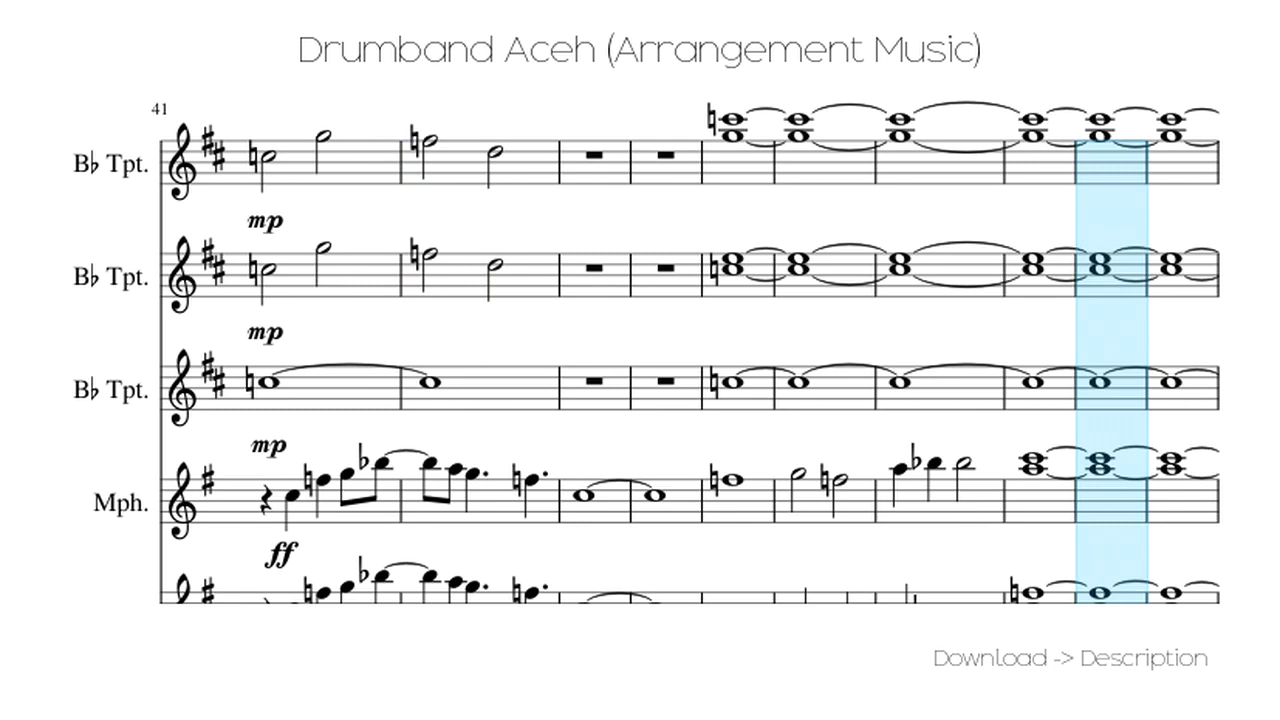 Drumband Aceh (Arrangement Music)
41
B♭ Tpt.
mp
B♭ Tpt.
mp
B♭ Tpt.
mp
Mph.
ff
Download -> Description